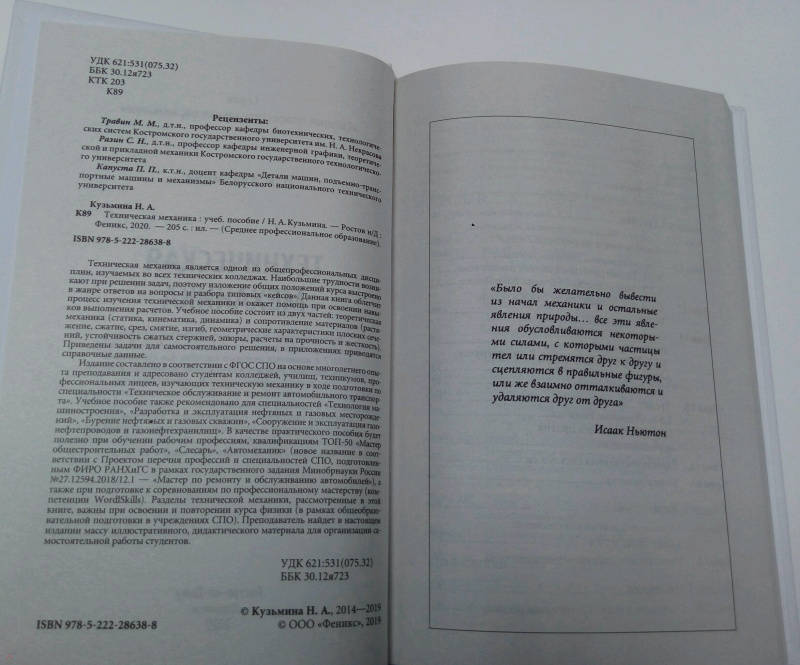 УДК 621:531(075.32)
ББК 30.12я723
КТК 203
К89
Рецензенты:
Травин М. М., д.т.н., профессор кафедры биотехнических, технологиче-
ских систем Костромского государственного университета им. Н. А. Некрасова
Рязин С. Н., д.т.н., профессор кафедры инженерной графики, теоретиче-
ской и прикладной механики Костромского государственного технологическо-
го университета
Капуста П. П., к.т.н., доцент кафедры «Детали машин, подъемно-транс-
портные машины и механизмы» Белорусского национального технического
университета
Кузьмина Н. А.
К89 Техническая механика : учеб. пособие / Н. А. Кузьмина. — Ростов н/Д :
Феникс, 2020. — 205 с. : ил. — (Среднее профессиональное образование).
ISBN 978-5-222-28638-8
Техническая механика является одной из общепрофессиональных дисци-
плин, изучаемых во всех технических колледжах. Наибольшие трудности возни-
кают при решении задач, поэтому изложение общих положений курса выстроено
в жанре ответов на вопросы и разбора типовых «кейсов». Данная книга облегчит
процесс изучения технической механики и окажет помощь при освоении навы-
ков выполнения расчетов. Учебное пособие состоит из двух частей: теоретическая
механика (статика, кинематика, динамика) и сопротивление материалов (растя-
жение, сжатие, срез, смятие, изгиб, геометрические характеристики плоских сече-
ний, устойчивость сжатых стержней, эпюры, расчеты на прочность и жесткость).
Приведены задачи для самостоятельного решения, в приложениях приводятся
справочные данные.
Издание составлено в соответствии с ФГОС СПО на основе многолетнего опы-
та преподавания и адресовано студентам колледжей, училищ, техникумов, про-
фессиональных лицеев, изучающих техническую механику в ходе подготовки по
специальности «Техническое обслуживание и ремонт автомобильного транспор-
та». Учебное пособие также рекомендовано для специальностей «Технология ма-
шиностроения», «Разработка и эксплуатация нефтяных и газовых месторожде-
ний», «Бурение нефтяных и газовых скважин», «Сооружение и эксплуатация газо-
нефтепроводов и газонефтехранилищ». В качестве практического пособия будет
полезно при обучении рабочим профессиям, квалификациям ТОП-50 «Мастер
общестроительных работ», «Слесарь», «Автомеханик» (новое название в соот-
ветствии с Проектом перечня профессий и специальностей СПО, подготовлен-
ным ФИРО РАНХиГС в рамках государственного задания Минобрнауки России
№27.12594.2018/12.1 — «Мастер по ремонту и обслуживанию автомобилей»), а
также при подготовке к соревнованиям по профессиональному мастерству (ком-
петенции WordlSkills). Разделы технической механики, рассмотренные в этой
книге, важны при освоении и повторении курса физики (в рамках общеобразо-
вательной подготовки в учреждениях СПО). Преподаватель найдет в настоящем
издании массу иллюстративного, дидактического материала для организации са-
мостоятельной работы студентов.
УДК 621:531(075.32)
ББК 30.12я723
© Кузьмина Н. А., 2014—2019
ISBN 978-5-222-28638-8 © ООО «Феникс», 2019
«Было бы желательно вывести
из начал механики и остальные
явления природы... все эти явле-
ния обусловливаются некоторы-
ми силами, с которыми частицы
тел или стремятся друг к другу и
сцепляются в правильные фигуры,
или же взаимно отталкиваются и
удаляются друг от друга»
Исаак Ньютон